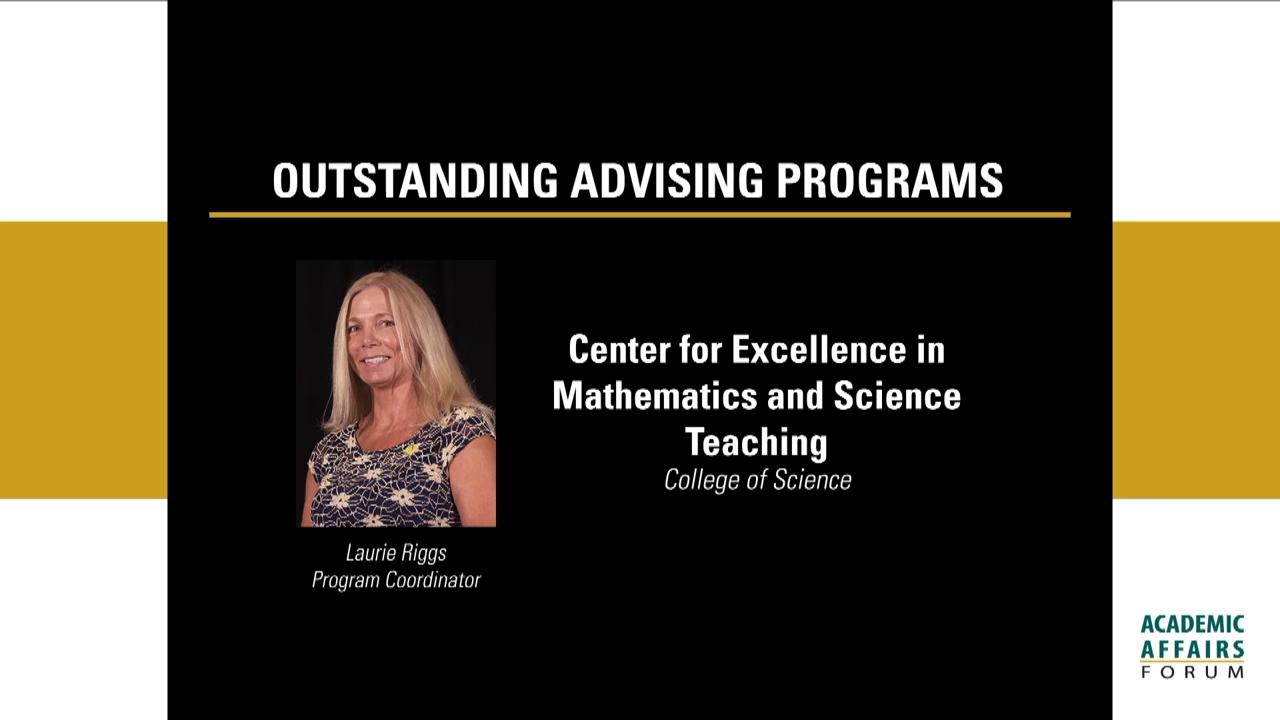 OUTSTANDING ADVISING PROGRAMS
Center for Excellence in
Mathematics and Science
Teaching
College of Science
Laurie Riggs
Program Coordinator
ACADEMIC
AFFAIRS
FORUM